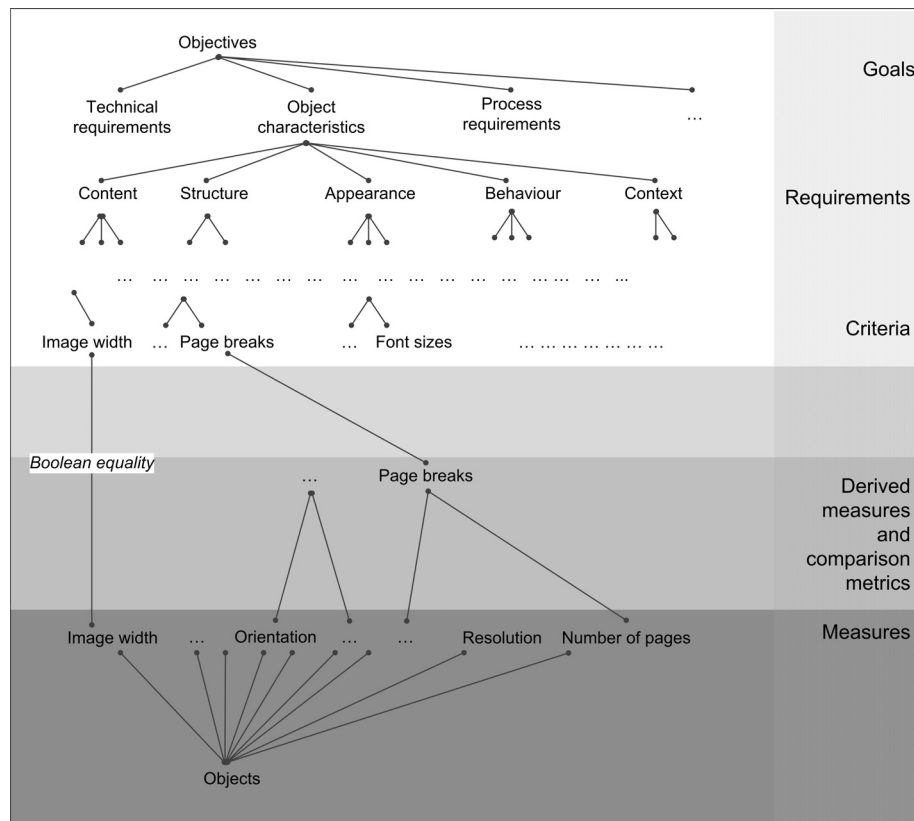 Objectives
Goals
Technical requirements
Object characteristics
Process requirements
…
Content Structure Appearance Behaviour Context
Requirements
… … … … … … … … … … … … … … … … …
Image width … Page breaks … Font sizes … … … … … … … …
Criteria
Boolean equality
… Page breaks
Derived
measures
and
comparison
metrics
Image width … Orientation … … Resolution Number of pages
Measures
Objects